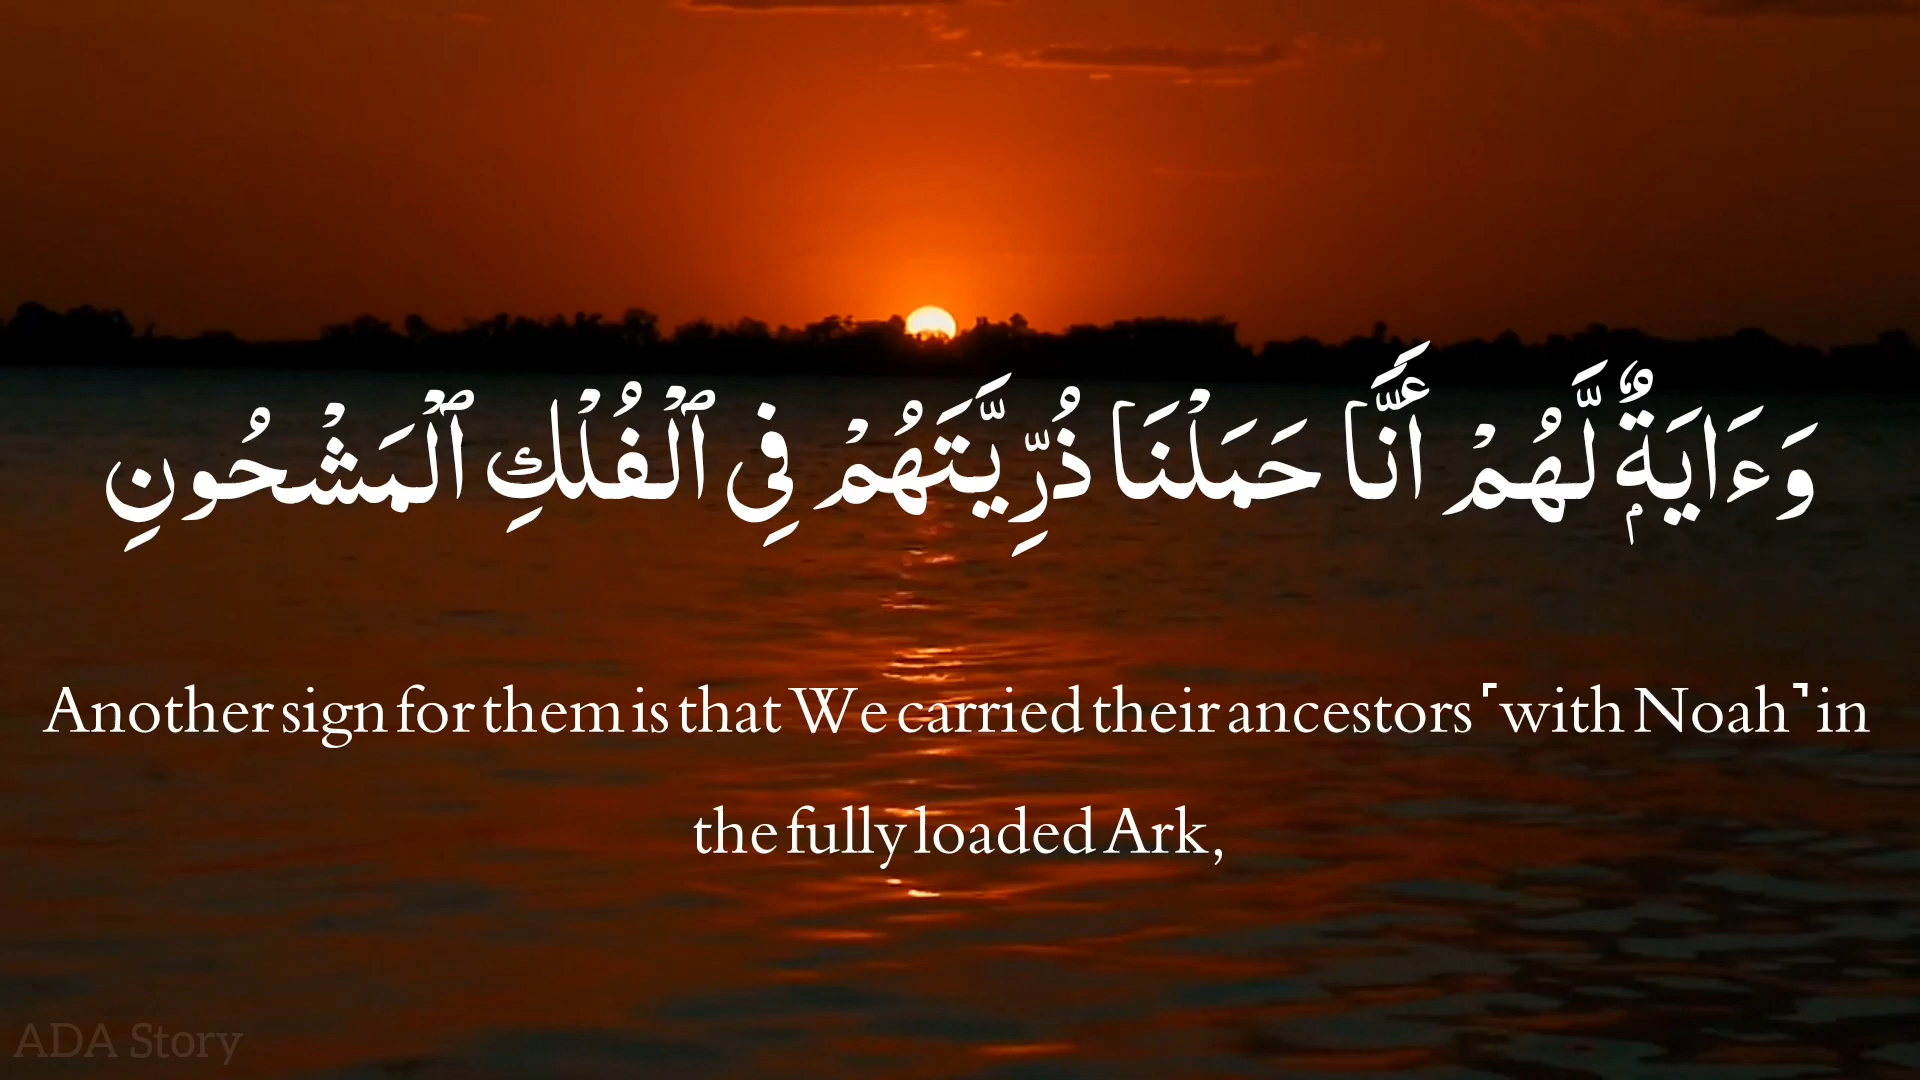 وَءَايَةٌۭ لَّهُمْ أَنَّا حَمَلْنَا ذُرِّيَّتَهُمْ فِى ٱلْفُلْكِ ٱلْمَشْحُونِ
Another sign for them is that We carried their ancestors ˹with Noah˺ in
the fully loaded Ark,
ADA Story